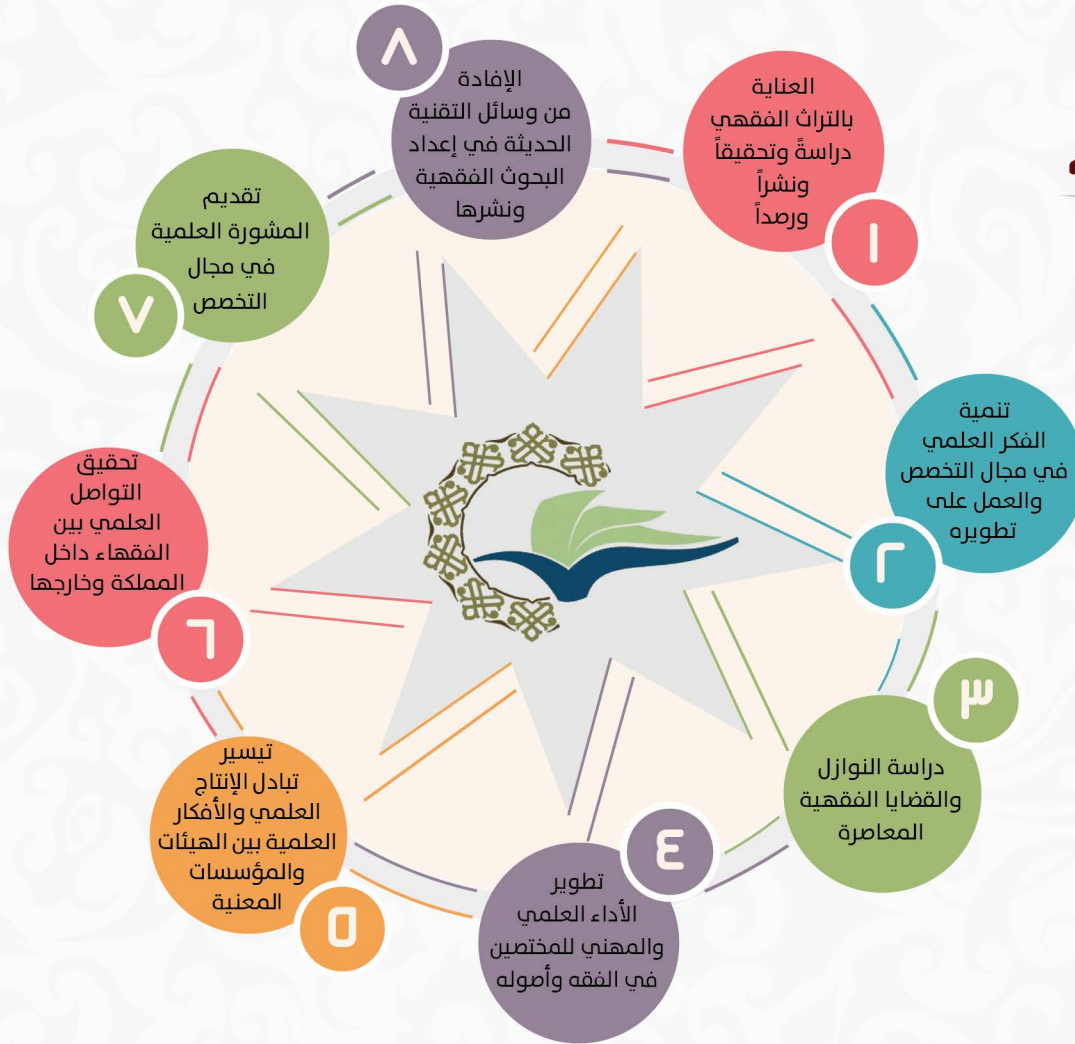 ١
العناية
بالتراث الفقهي
دراسةً وتحقيقاً
ونشراً
ورصداً
٢
تنمية
الفكر العلمي
في مجال التخصص
والعمل على
تطويره
٣
دراسة النوازل
والقضايا الفقهية
المعاصرة
٤
تطوير
الأداء العلمي
والمهني للمختصين
في الفقه وأصوله
٥
تيسير
تبادل الإنتاج
العلمي والأفكار
العلمية بين الهيئات
والمؤسسات
المعنية
٦
تحقيق
التواصل
العلمي بين
الفقهاء داخل
المملكة وخارجها
٧
تقديم
المشورة العلمية
في مجال
التخصص
٨
الإفادة
من وسائل التقنية
الحديثة في إعداد
البحوث الفقهية
ونشرها